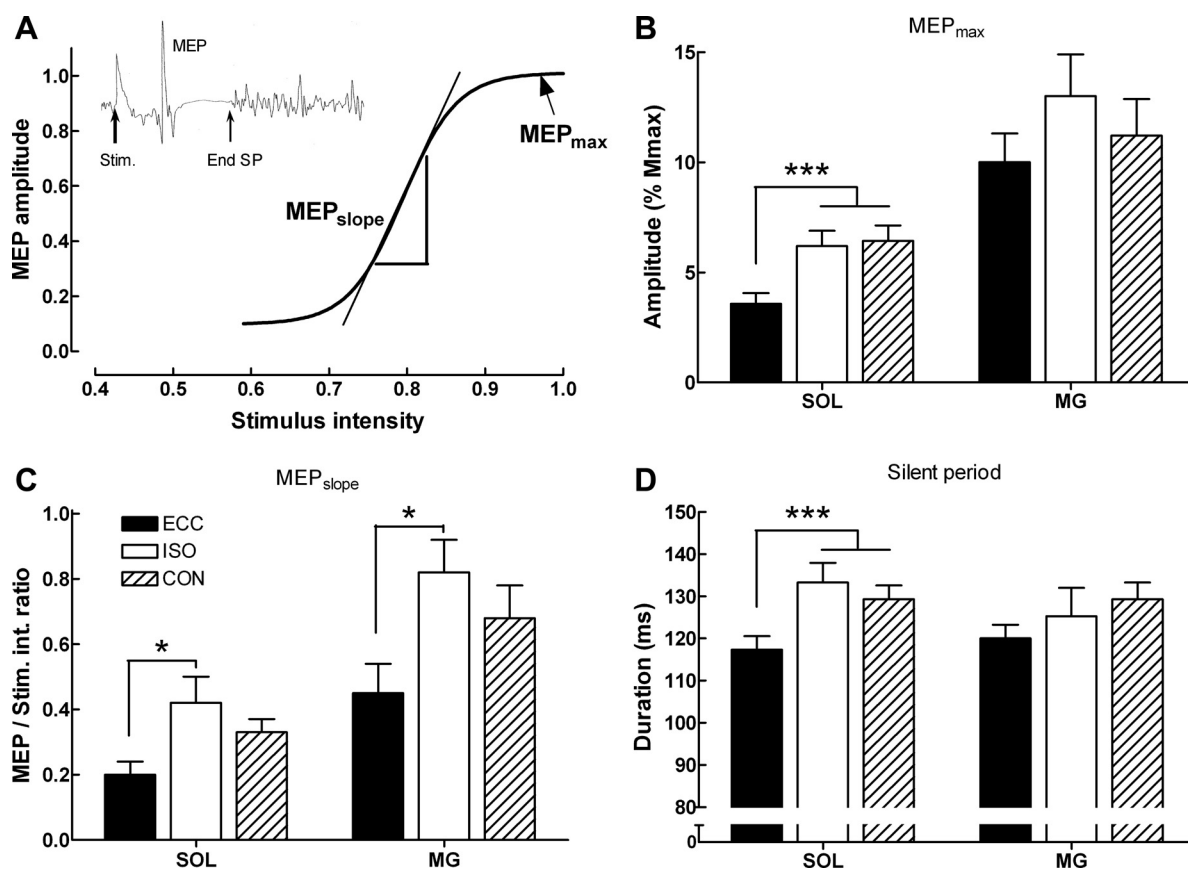 A
MEP
Stim.
End SP
MEPmax
MEPslope
MEP amplitude
1.0
0.8
0.6
0.4
0.2
0.0
0.4 0.5 0.6 0.7 0.8 0.9 1.0
Stimulus intensity
B
MEPmax
Amplitude (% Mmax)
15
10
5
0
***
SOL MG
C
MEPslope
MEP / Stim. int. ratio
1.0
0.8
0.6
0.4
0.2
0.0
ECC
ISO
CON
*
*
SOL MG
D
Silent period
Duration (ms)
150
140
130
120
110
100
90
80
0
***
SOL MG